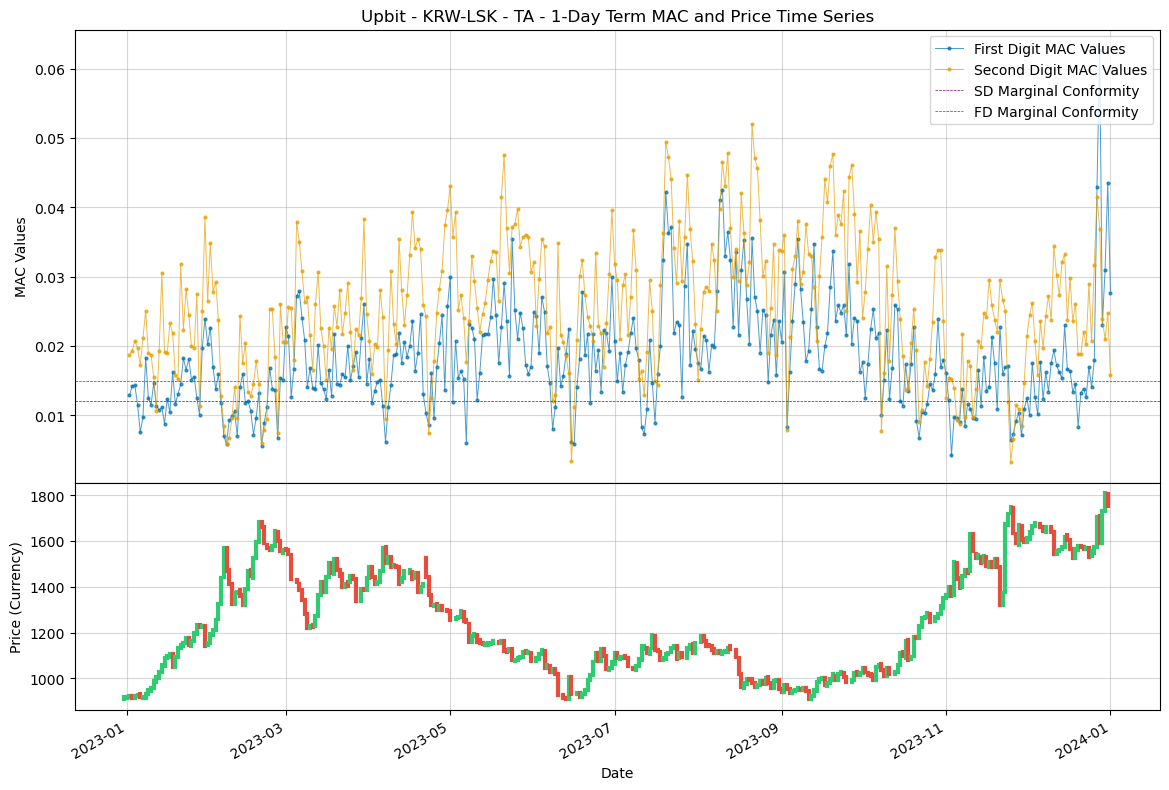 Upbit - KRW-LSK - TA - 1-Day Term MAC and Price Time Series
First Digit MAC Values
Second Digit MAC Values
SD Marginal Conformity
FD Marginal Conformity
MAC Values
0.06
0.05
0.04
0.03
0.02
0.01
Price (Currency)
1800
1600
1400
1200
1000
2023-01
2023-03
2023-05
2023-07
2023-09
2023-11
2024-01
Date